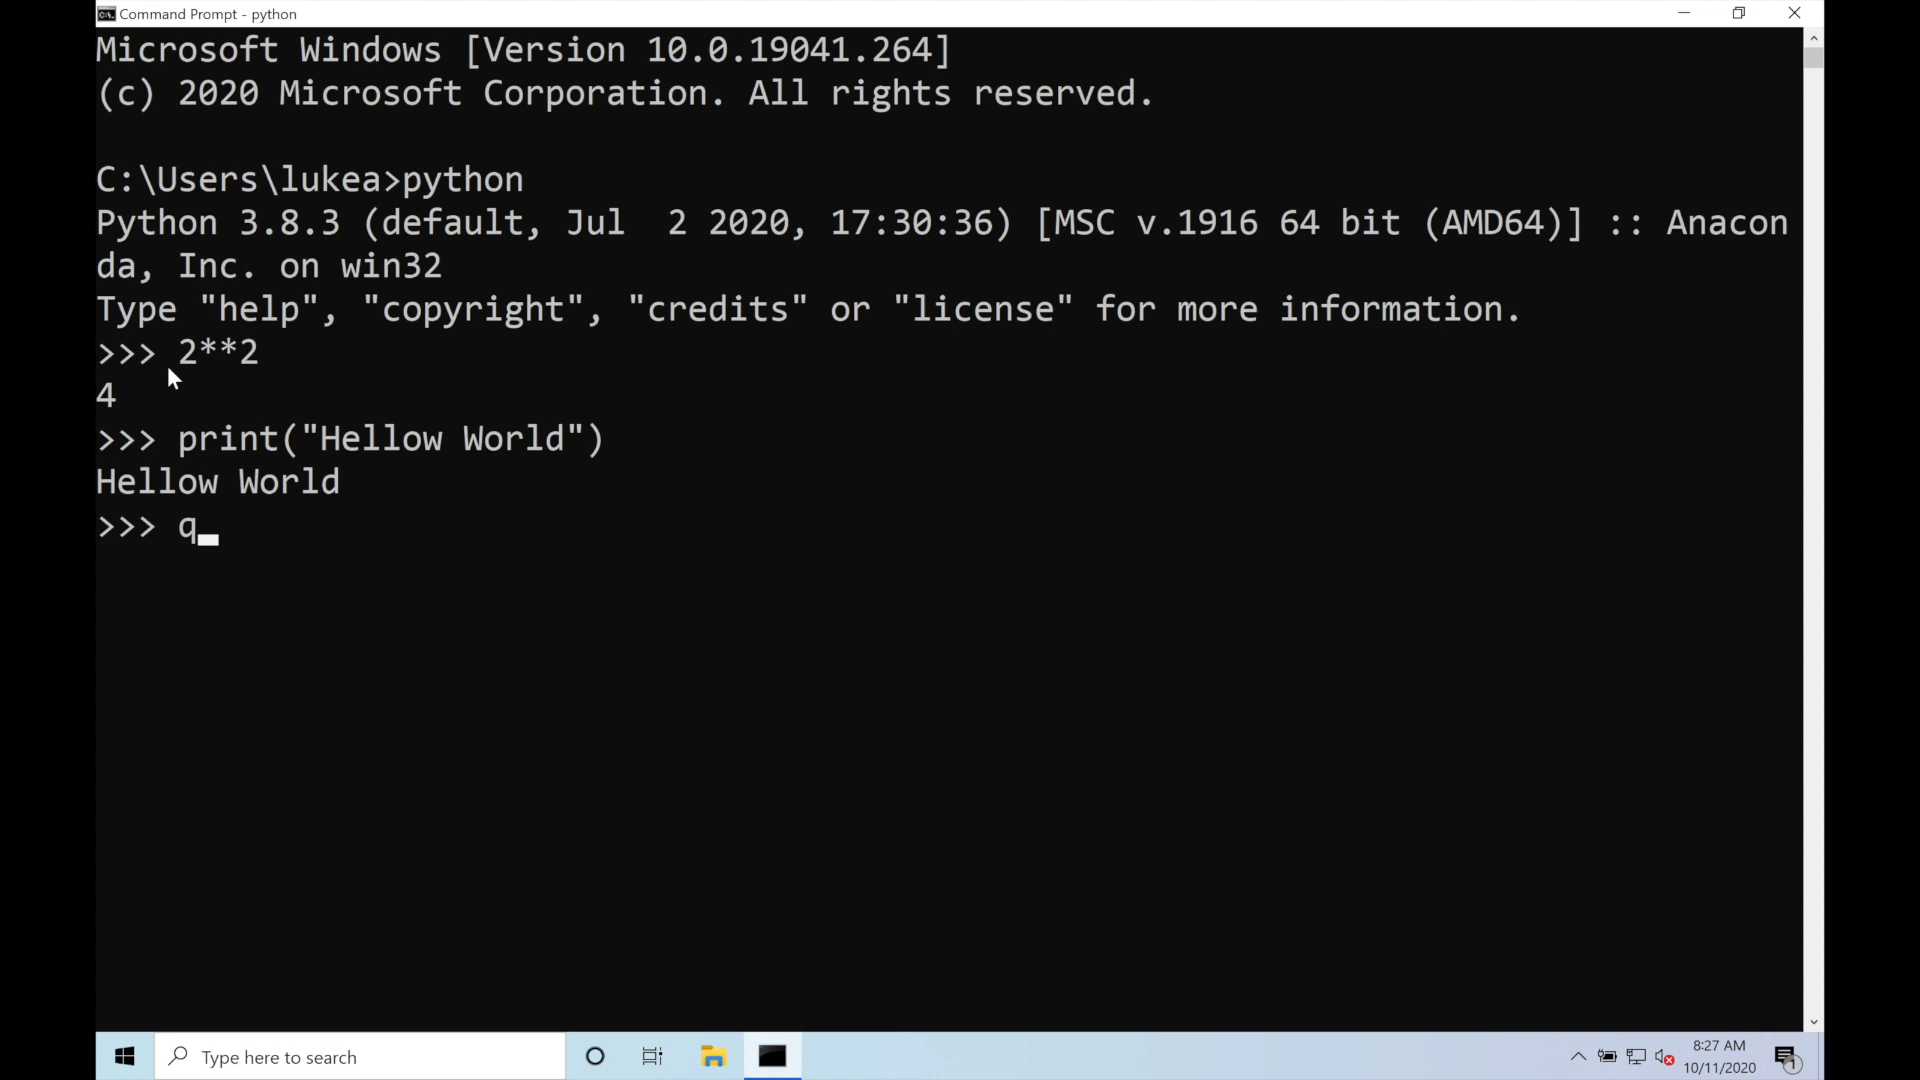 Command Prompt - python
Microsoft Windows [Version 10.0.19041.264]
(c) 2020 Microsoft Corporation. All rights reserved.
C:\Users\lukea>python
Python 3.8.3 (default, Jul  2 2020, 17:30:36) [MSC v.1916 64 bit (AMD64)] :: Anacon
da, Inc. on win32
Type "help", "copyright", "credits" or "license" for more information.
>>> 2**2
4
>>> print("Hellow World")
Hellow World
>>> q
Type here to search
8:27 AM
10/11/2020
1